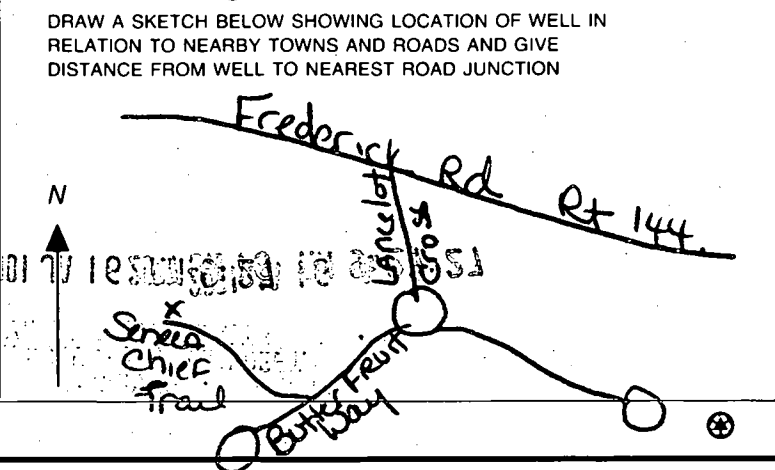 DRAW A SKETCH BELOW SHOWING LOCATION OF WELL IN
RELATION TO NEARBY TOWNS AND ROADS AND GIVE
DISTANCE FROM WELL TO NEAREST ROAD JUNCTION
Frederick Rd Rt 144
N
Lancelot
Cross
X
Seneca
Chief
Trail
Butter Fruit
Way